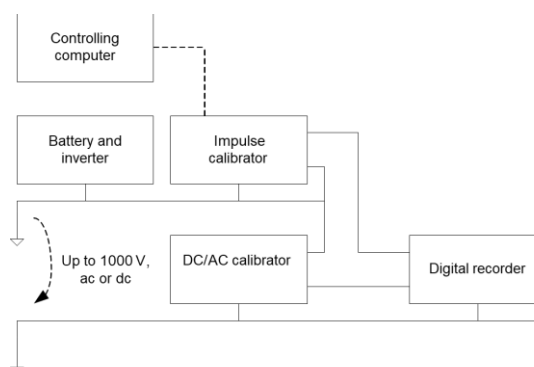 Controlling
computer
Battery and
inverter
Impulse
calibrator
Up to 1000 V,
ac or dc
DC/AC calibrator
Digital recorder